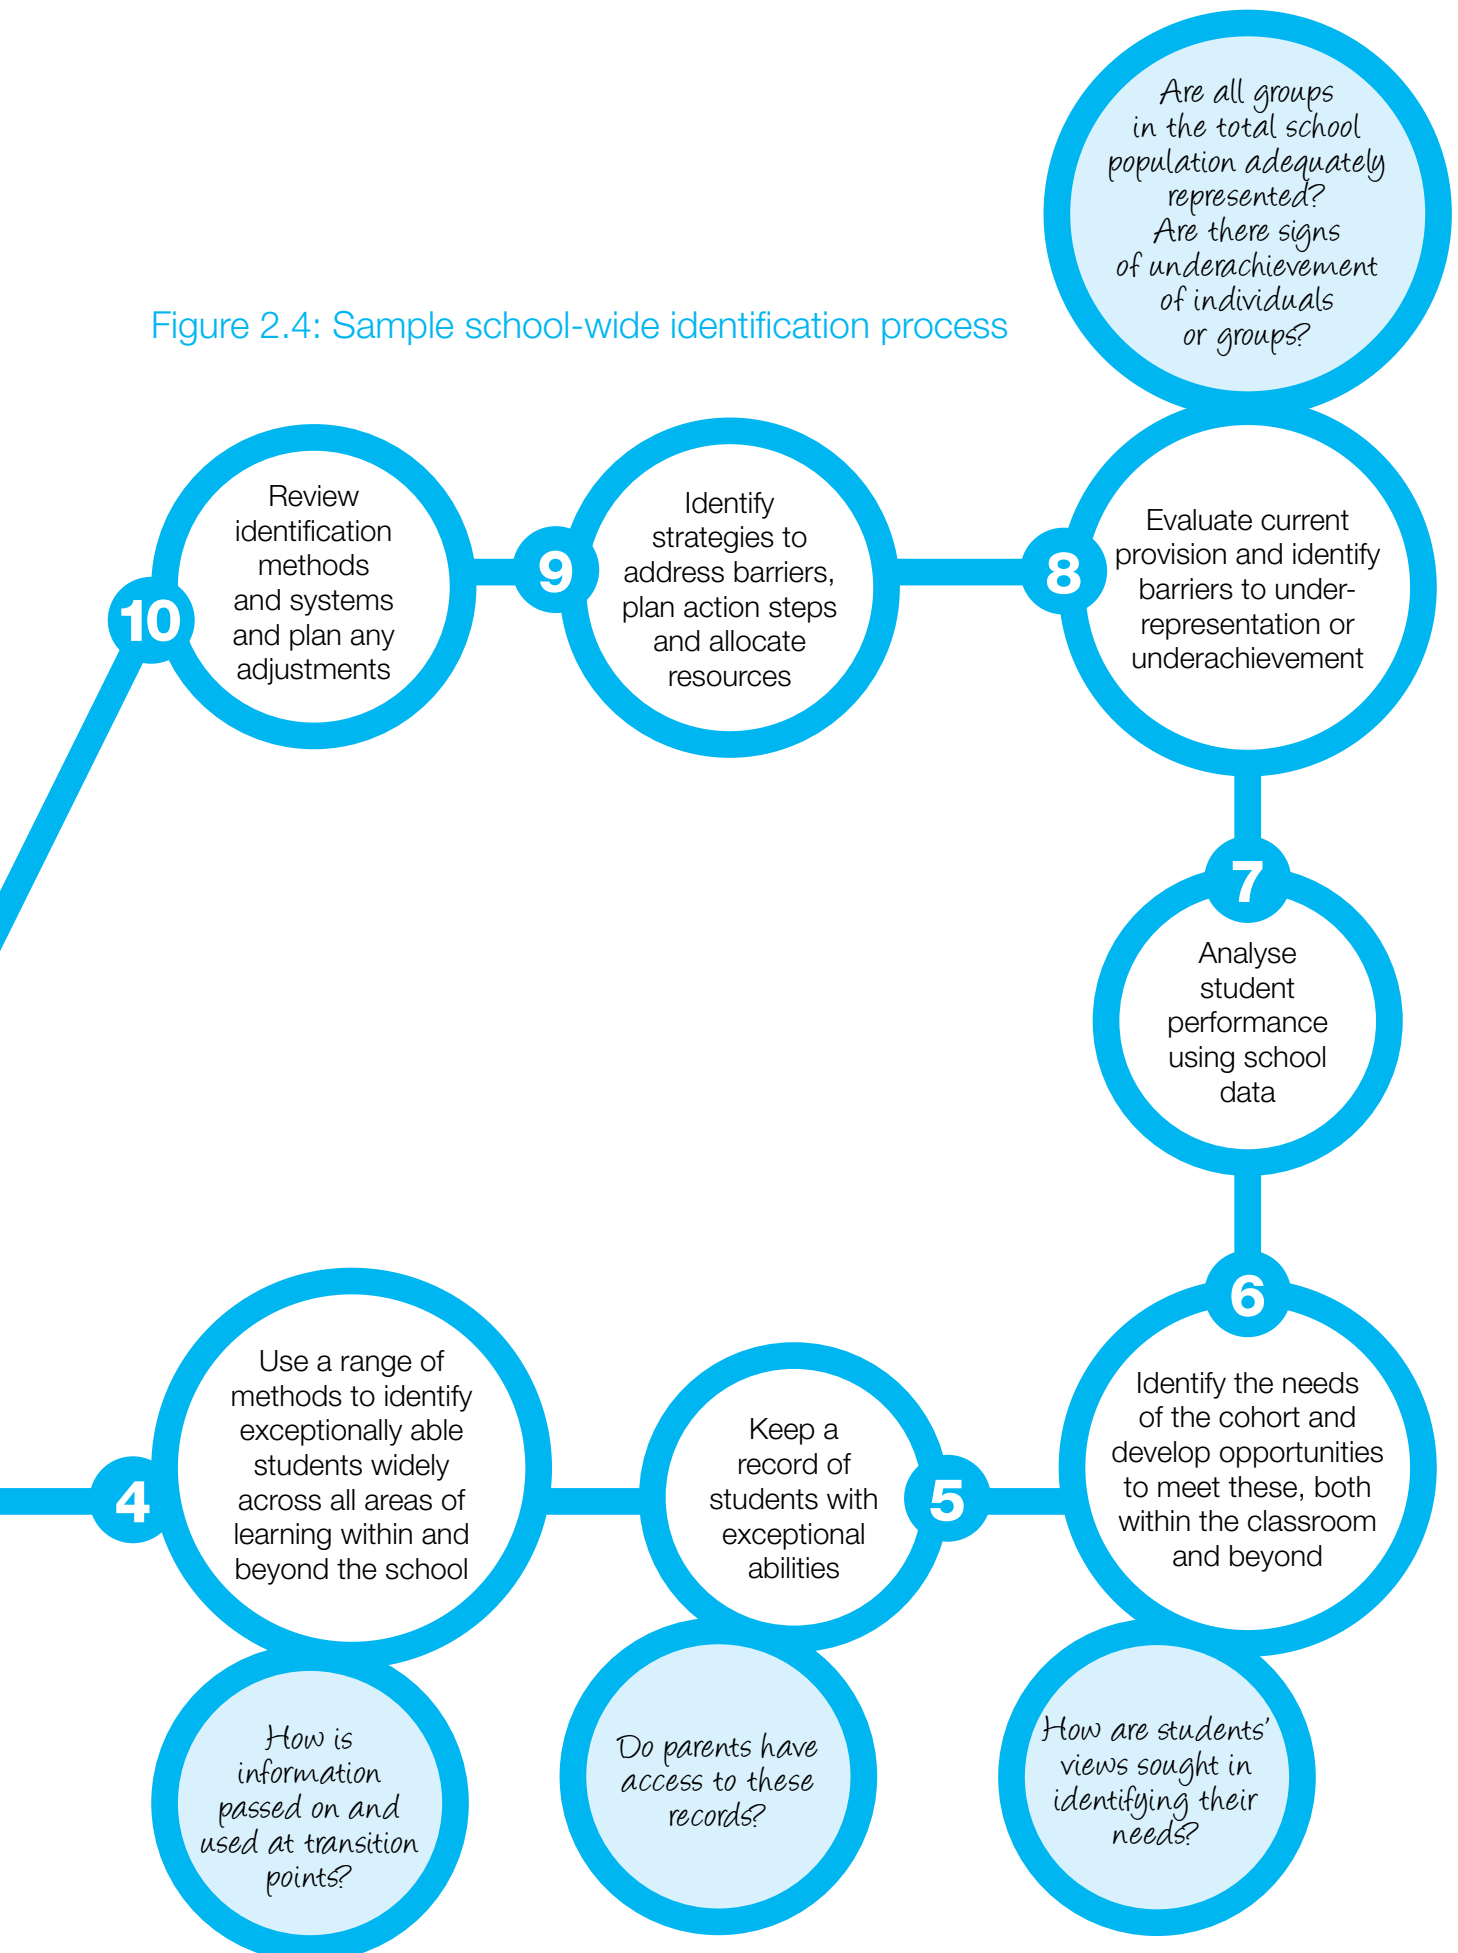 Are all groups
in the total school
population adequately
represented?
Are there signs
of underachievement
of individuals
or groups?
Figure 2.4: Sample school-wide identification process
10
Review
identification
methods
and systems
and plan any
adjustments
9
Identify
strategies to
address barriers,
plan action steps
and allocate
resources
8
Evaluate current
provision and identify
barriers to under-
representation or
underachievement
7
Analyse
student
performance
using school
data
4
Use a range of
methods to identify
exceptionally able
students widely
across all areas of
learning within and
beyond the school
Keep a
record of
students with
exceptional
abilities
5
6
Identify the needs
of the cohort and
develop opportunities
to meet these, both
within the classroom
and beyond
How is
information
passed on and
used at transition
points?
Do parents have
access to these
records?
How are students'
views sought in
identifying their
needs?